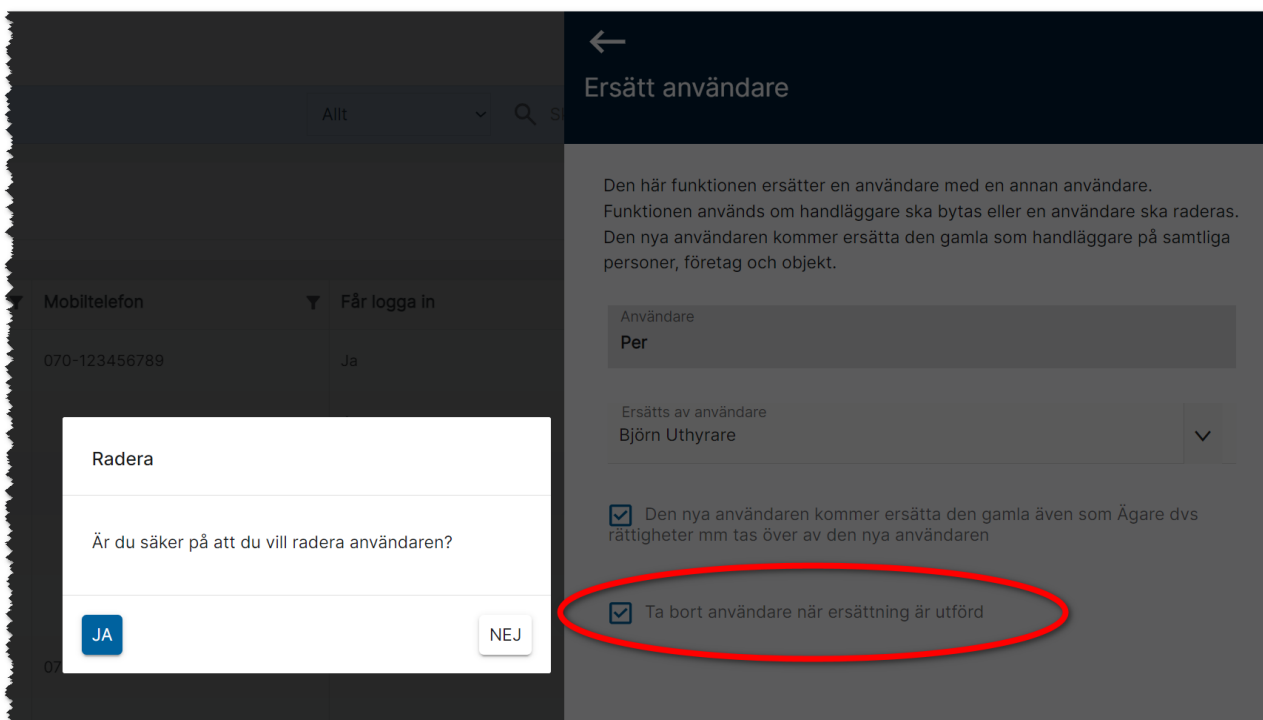 Ersätt användare
Allt
Den här funktionen ersätter en användare med en annan användare.
Funktionen används om handläggare ska bytas eller en användare ska raderas.
Den nya användaren kommer ersätta den gamla som handläggare på samtliga
personer, företag och objekt.
Mobiltelefon
Får logga in
070-123456789
Ja
Användare
Per
Ersätts av användare
Björn Uthyrare
Radera
Är du säker på att du vill radera användaren?
JA
NEJ
Den nya användaren kommer ersätta den gamla även som Ägare dvs
rättigheter mm tas över av den nya användaren
Ta bort användare när ersättning är utförd
07